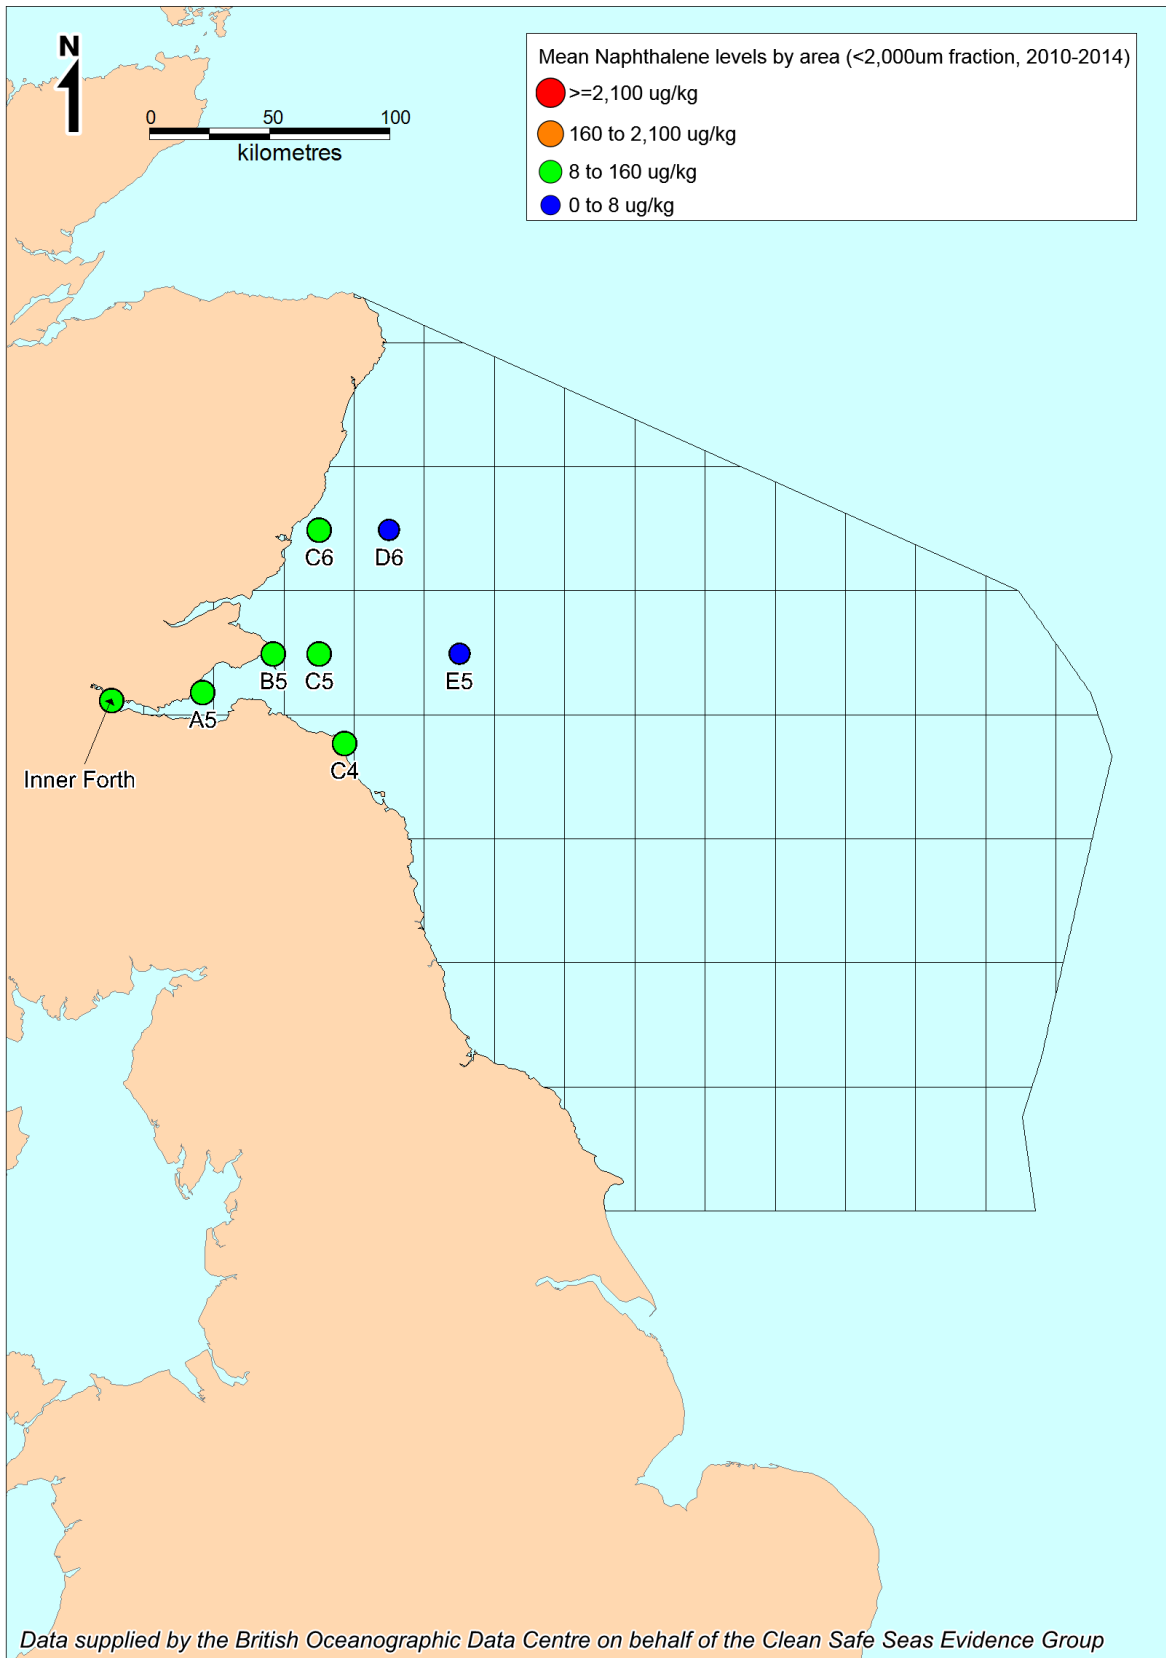 N
0 50 100
kilometres
Mean Naphthalene levels by area (<2,000um fraction, 2010-2014)
>=2,100 ug/kg
160 to 2,100 ug/kg
8 to 160 ug/kg
0 to 8 ug/kg
C6 D6
B5 C5 E5
A5
C4
Inner Forth
Data supplied by the British Oceanographic Data Centre on behalf of the Clean Safe Seas Evidence Group